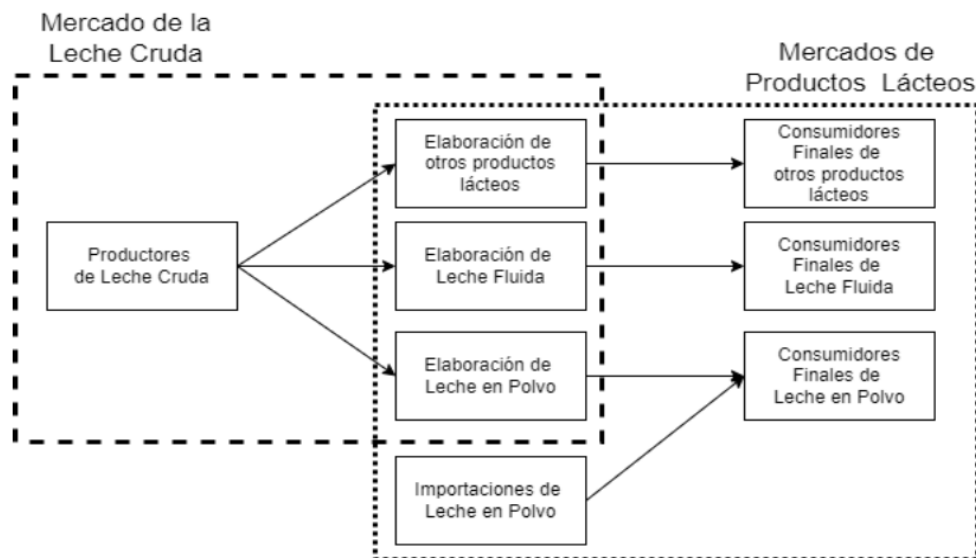 Mercado de la
Leche Cruda
Mercados de
Productos Lácteos
Elaboración de
otros productos
lácteos
Consumidores
Finales de
otros productos
lácteos
Productores
de Leche Cruda
Elaboración de
Leche Fluida
Consumidores
Finales de
Leche Fluida
Elaboración de
Leche en Polvo
Consumidores
Finales de
Leche en Polvo
Importaciones de
Leche en Polvo